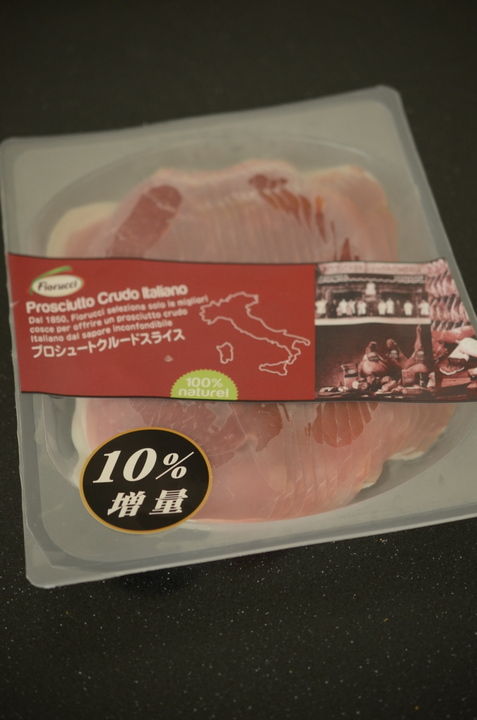 Fiorucci
Prosciutto Crudo Italiano
Dal 1850, Fiorucci seleziona solo le migliori
cosce per offrire un prosciutto crudo
Italiano dal sapore inconfondibile
プロシュートクルードスライス
100%
naturel
10%
増量